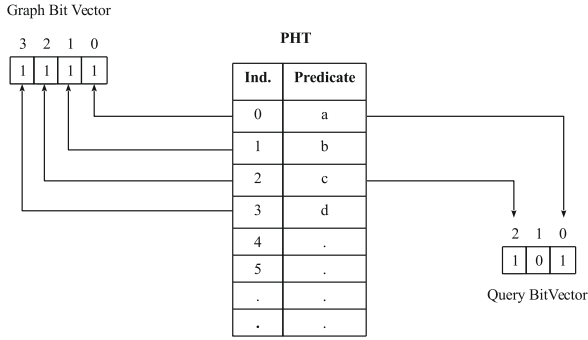 Graph Bit Vector
3 2 1 0
1 1 1 1
PHT
Ind. Predicate
0 a
1 b
2 c
3 d
4 .
5 .
. .
. .
2 1 0
1 0 1
Query BitVector